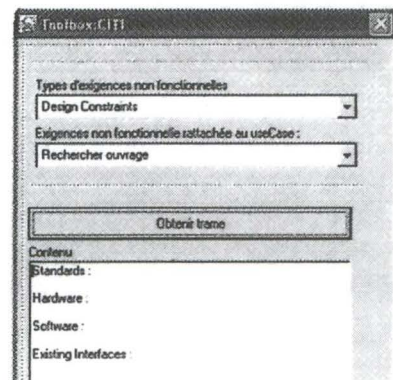 Toolbox:CITI
Types d'exigences non fonctionnelles
Design Constraints
Exigences non fonctionnelle rattachée au useCase :
Rechercher ouvrage
Obtenir trame
Contenu
Standards :
Hardware :
Software :
Existing Interfaces :